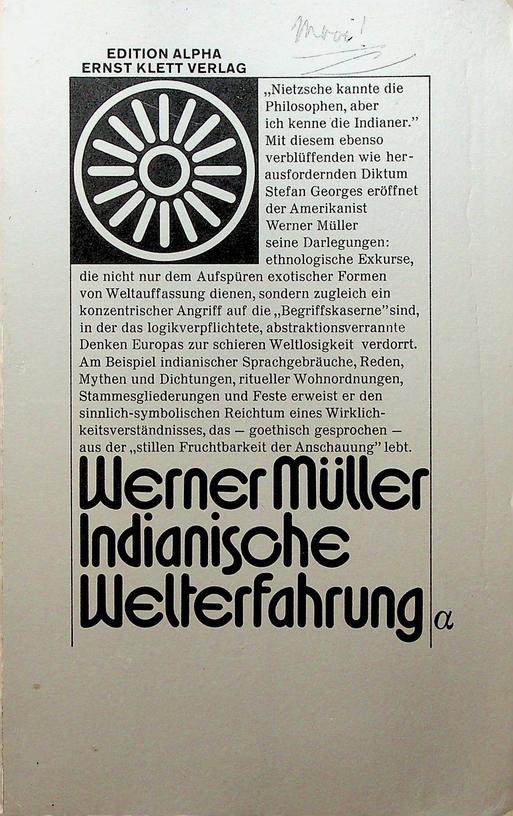 Mooi!
EDITION ALPHA
ERNST KLETT VERLAG
„Nietzsche kannte die
Philosophen, aber
ich kenne die Indianer.”
Mit diesem ebenso
verblüffenden wie her-
ausfordernden Diktum
Stefan Georges eröffnet
der Amerikanist
Werner Müller
seine Darlegungen:
ethnologische Exkurse,
die nicht nur dem Aufspüren exotischer Formen
von Weltauffassung dienen, sondern zugleich ein
konzentrischer Angriff auf die „Begriffskaserne” sind,
in der das logikverpflichtete, abstraktionsverrannte
Denken Europas zur schieren Weltlosigkeit verdorrt.
Am Beispiel indianischer Sprachgebräuche, Reden,
Mythen und Dichtungen, ritueller Wohnordnungen,
Stammesgliederungen und Feste erweist er den
sinnlich-symbolischen Reichtum eines Wirklich-
keitsverständnisses, das – goethisch gesprochen –
aus der „stillen Fruchtbarkeit der Anschauung” lebt.
Werner Müller
Indianische
Welterfahrung
α